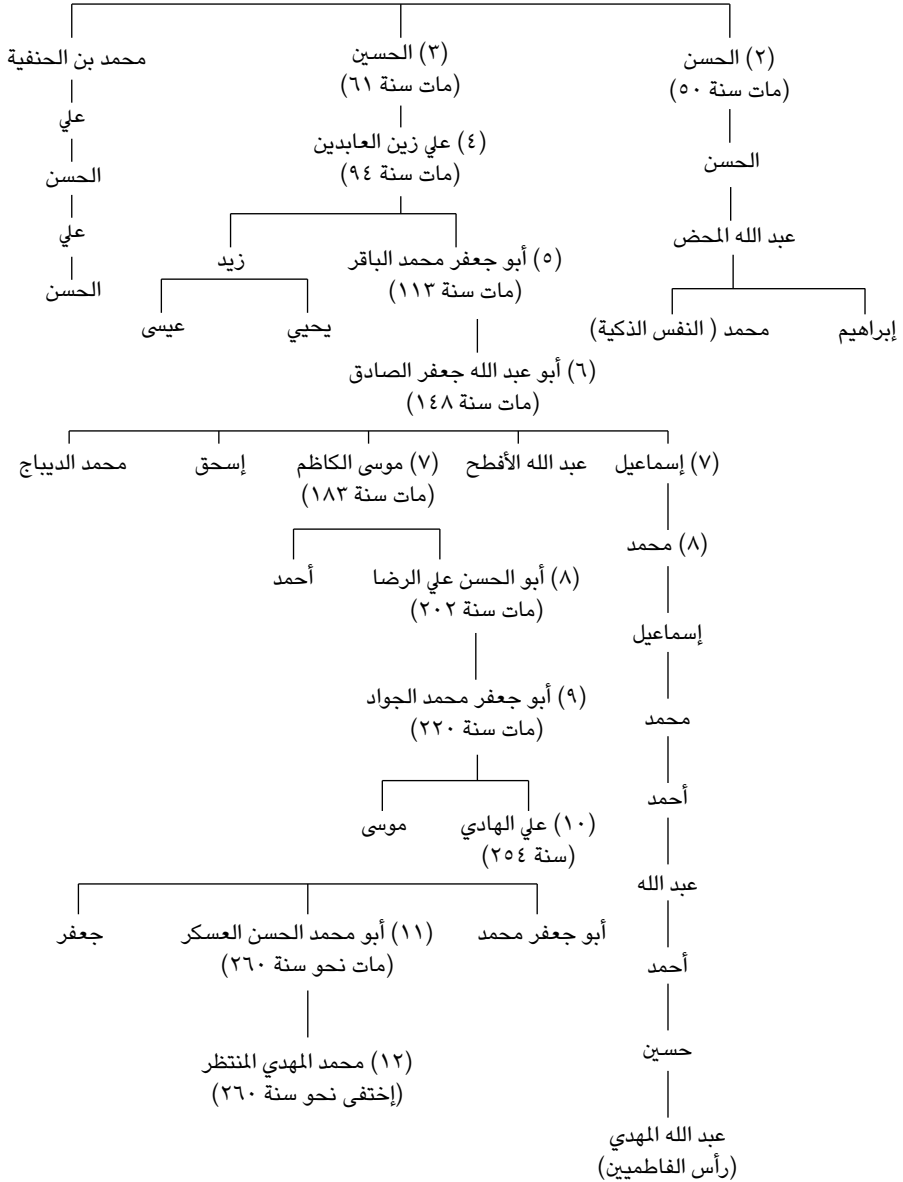 (٢) الحسن
(مات سنة ٥٠)
(٣) الحسين
(مات سنة ٦١)
محمد بن الحنفية
علي
(٤) علي زين العابدين
(مات سنة ٩٤)
الحسن
الحسن
علي
عبد الله المحض
(٥) أبو جعفر محمد الباقر
(مات سنة ١١٣)
زيد
الحسن
إبراهيم
محمد ( النفس الذكية)
يحيي
عيسى
(٦) أبو عبد الله جعفر الصادق
(مات سنة ١٤٨)
(٧) إسماعيل
عبد الله الأفطح
(٧) موسى الكاظم
(مات سنة ١٨٣)
إسحق
محمد الديباج
(٨) محمد
(٨) أبو الحسن علي الرضا
(مات سنة ٢٠٢)
أحمد
إسماعيل
(٩) أبو جعفر محمد الجواد
(مات سنة ٢٢٠)
محمد
أحمد
(١٠) علي الهادي
(سنة ٢٥٤)
موسى
عبد الله
أبو جعفر محمد
(١١) أبو محمد الحسن العسكر
(مات نحو سنة ٢٦٠)
جعفر
أحمد
حسين
(١٢) محمد المهدي المنتظر
(إختفى نحو سنة ٢٦٠)
عبد الله المهدي
(رأس الفاطميين)